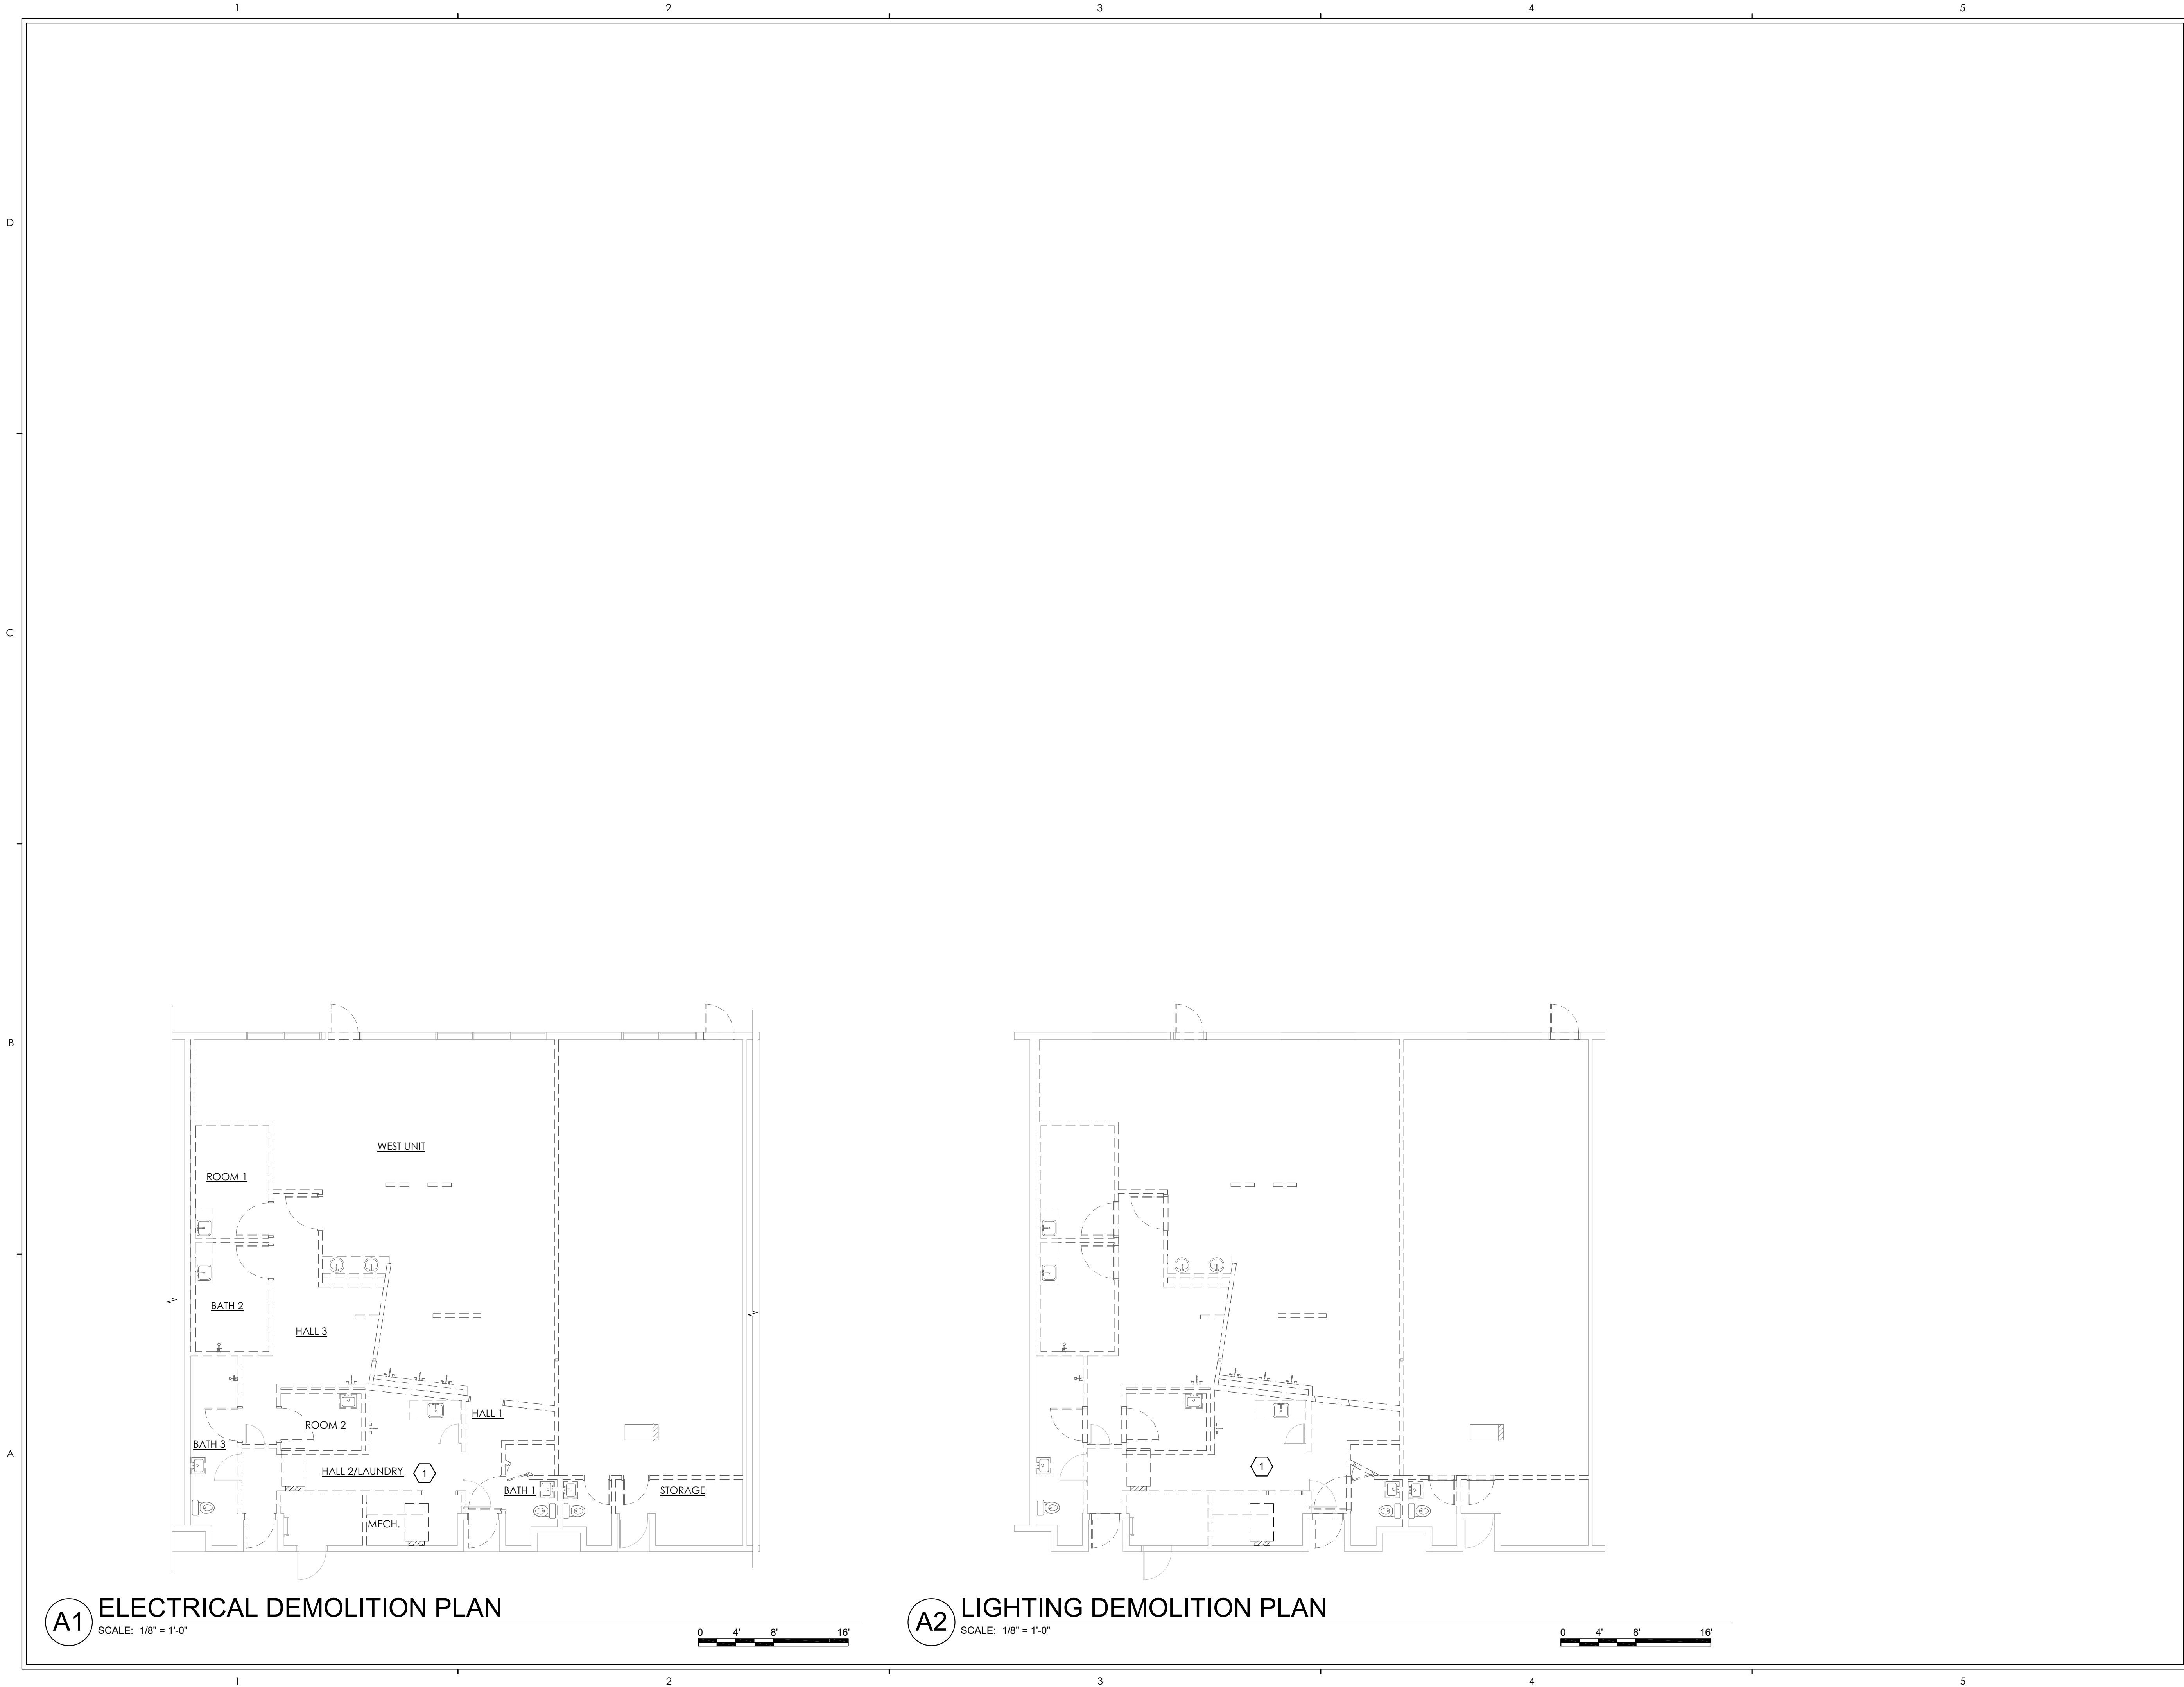 1 2 3 4 5
D
C
B
A
WEST UNIT
ROOM 1
BATH 2
HALL 3
HALL 1
ROOM 2
BATH 3
HALL 2/LAUNDRY 1
1
BATH 1
STORAGE
MECH.
A1 ELECTRICAL DEMOLITION PLAN
SCALE: 1/8" = 1'-0"
0 4' 8' 16'
A2 LIGHTING DEMOLITION PLAN
SCALE: 1/8" = 1'-0"
0 4' 8' 16'
1 2 3 4 5